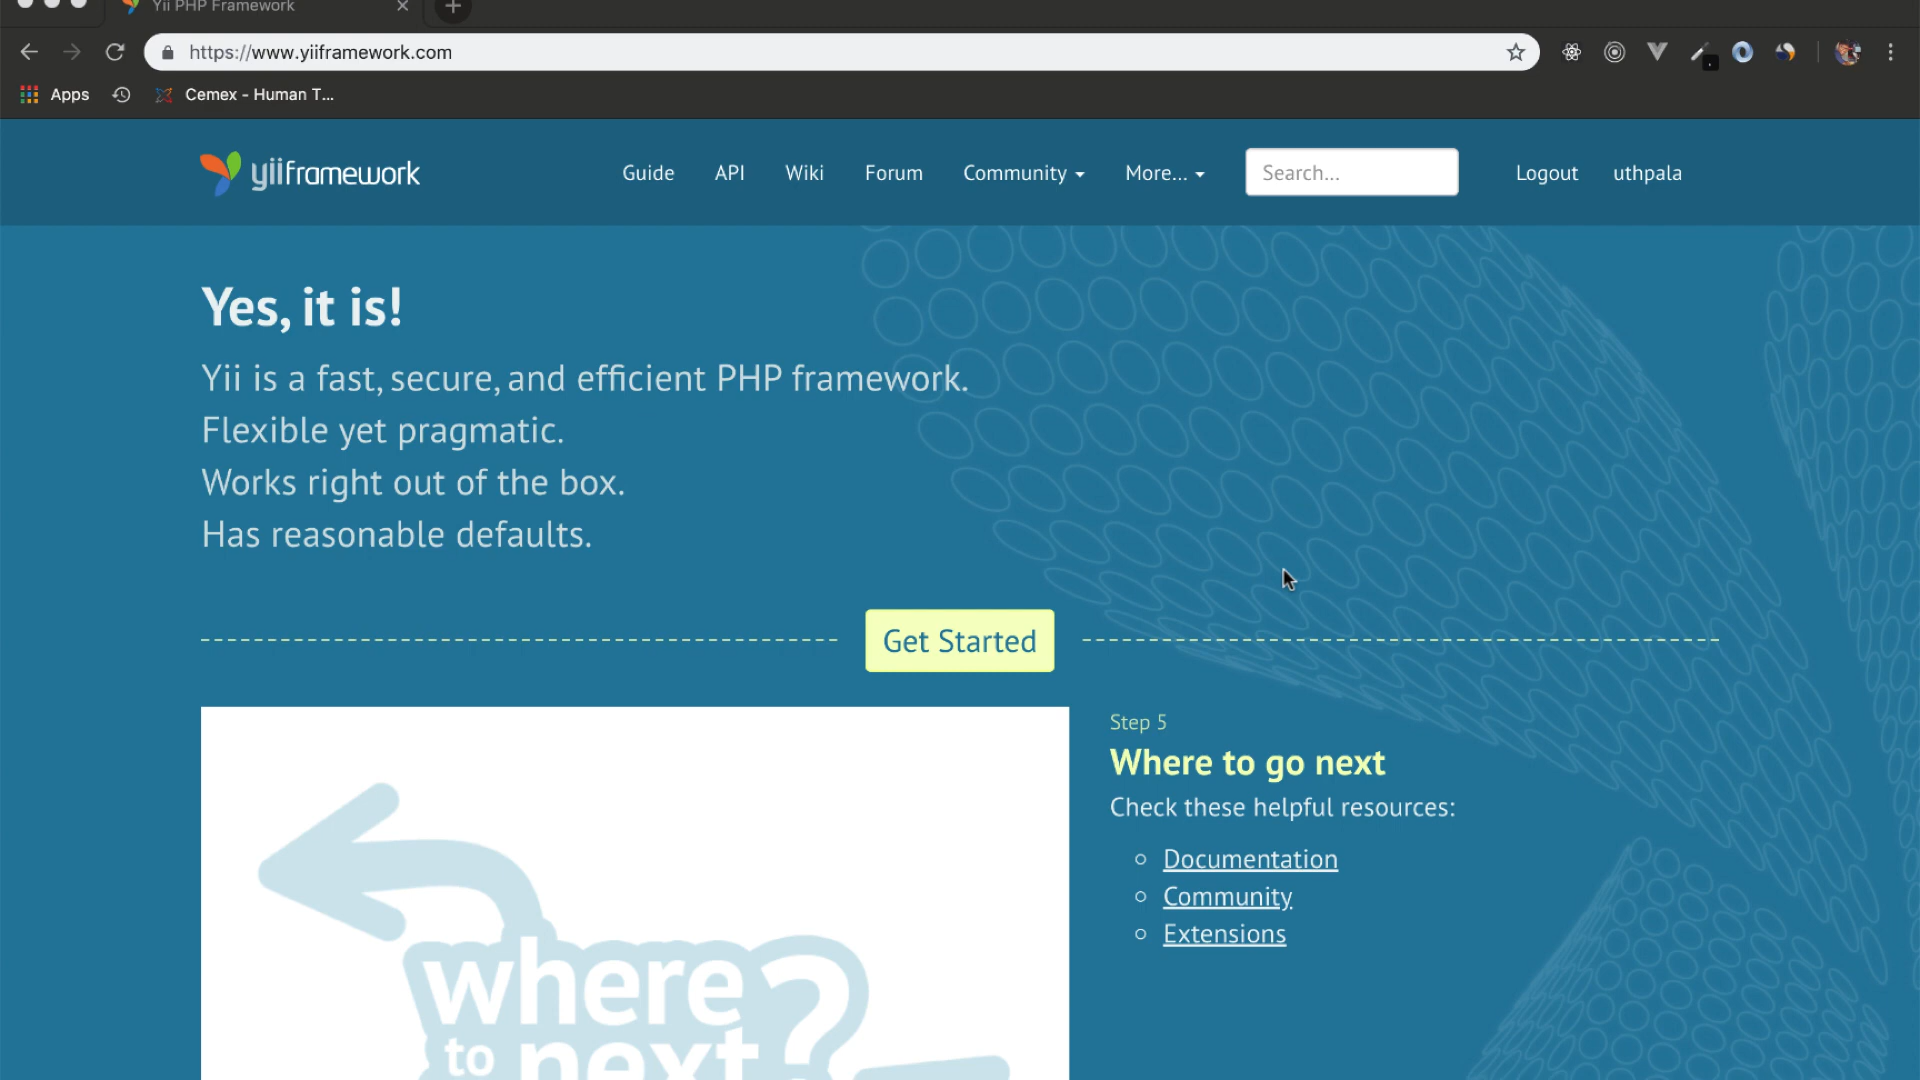 Yii PHP Framework
https://www.yiiframework.com
Apps
Cemex - Human T...
yiiframework
Guide
API
Wiki
Forum
Community
More...
Search...
Logout
uthpala
Yes, it is!
Yii is a fast, secure, and efficient PHP framework.
Flexible yet pragmatic.
Works right out of the box.
Has reasonable defaults.
Get Started
Step 5
Where to go next
Check these helpful resources:
Documentation
Community
Extensions
where
to next?